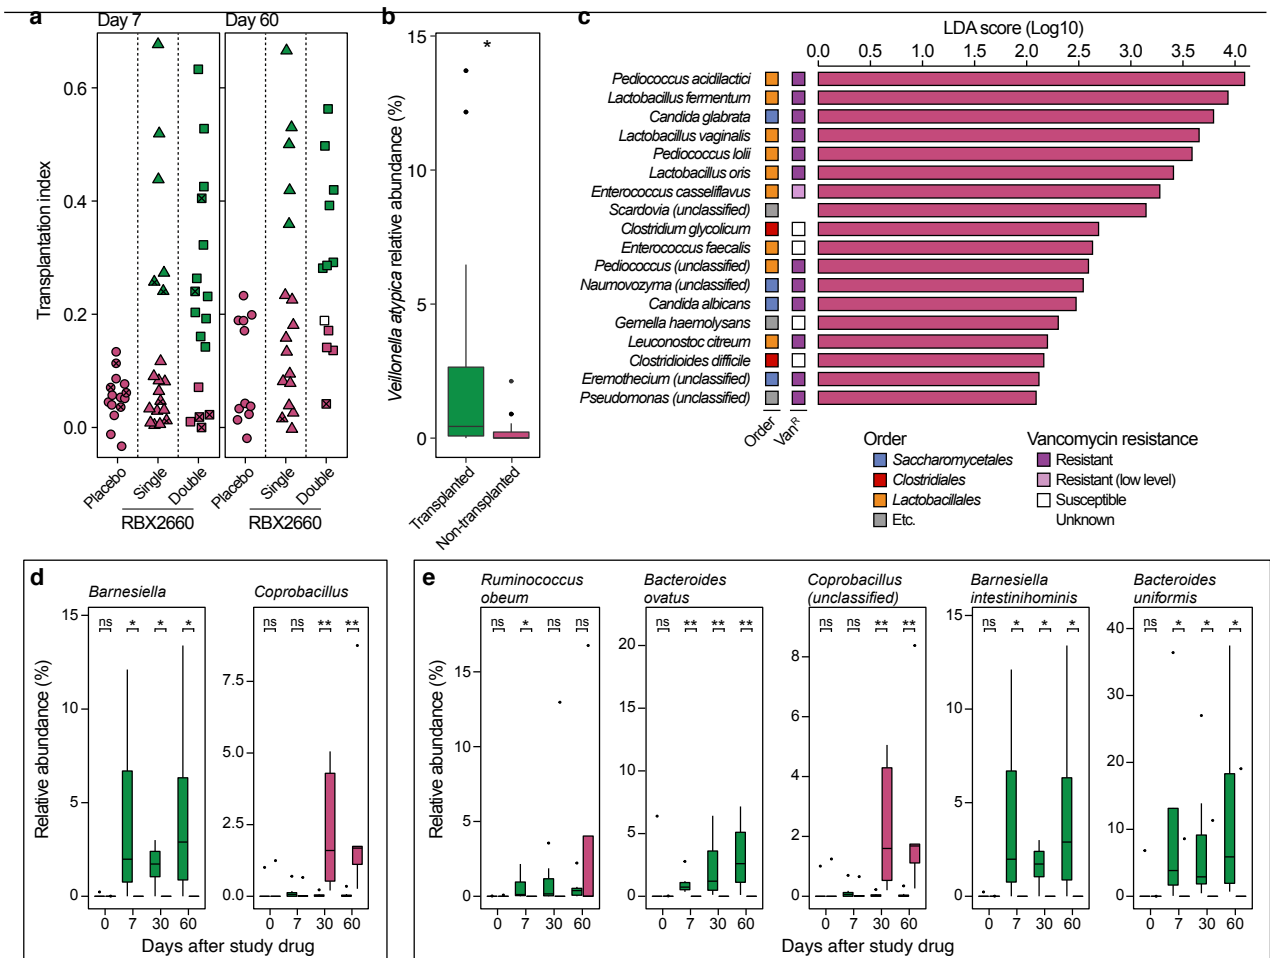 a
Day 7
Day 60
Transplantation index
0.6
0.4
0.2
0.0
Placebo
Single
Double
RBX2660
Placebo
Single
Double
RBX2660
b
*
Veillonella atypica relative abundance (%)
15
10
5
0
Transplanted
Non-transplanted
c
LDA score (Log10)
0.0 0.5 1.0 1.5 2.0 2.5 3.0 3.5 4.0
Pediococcus acidilactici
Lactobacillus fermentum
Candida glabrata
Lactobacillus vaginalis
Pediococcus lolii
Lactobacillus oris
Enterococcus casseliflavus
Scardovia (unclassified)
Clostridium glycolicum
Enterococcus faecalis
Pediococcus (unclassified)
Naumovozyma (unclassified)
Candida albicans
Gemella haemolysans
Leuconostoc citreum
Clostridioides difficile
Eremothecium (unclassified)
Pseudomonas (unclassified)
Order
VanR
Order
Saccharomycetales
Clostridiales
Lactobacillales
Etc.
Vancomycin resistance
Resistant
Resistant (low level)
Susceptible
Unknown
d
Relative abundance (%)
Barnesiella
ns * * *
15
10
5
0
0 7 30 60
Coprobacillus
ns ns ** **
7.5
5.0
2.5
0.0
0 7 30 60
Days after study drug
e
Relative abundance (%)
Ruminococcus
obeum
ns * ns ns
15
10
5
0
0 7 30 60
Bacteroides
ovatus
ns ** ** **
20
15
10
5
0
0 7 30 60
Coprobacillus
(unclassified)
ns ns ** **
8
6
4
2
0
0 7 30 60
Barnesiella
intestinihominis
ns * * *
15
10
5
0
0 7 30 60
Bacteroides
uniformis
ns * * *
40
30
20
10
0
0 7 30 60
Days after study drug